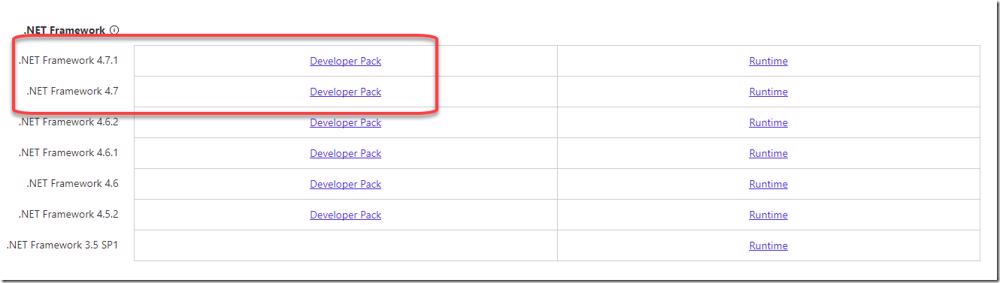 .NET Framework
.NET Framework 4.7.1 Developer Pack Runtime
.NET Framework 4.7 Developer Pack Runtime
.NET Framework 4.6.2 Developer Pack Runtime
.NET Framework 4.6.1 Developer Pack Runtime
.NET Framework 4.6 Developer Pack Runtime
.NET Framework 4.5.2 Developer Pack Runtime
.NET Framework 3.5 SP1 Runtime